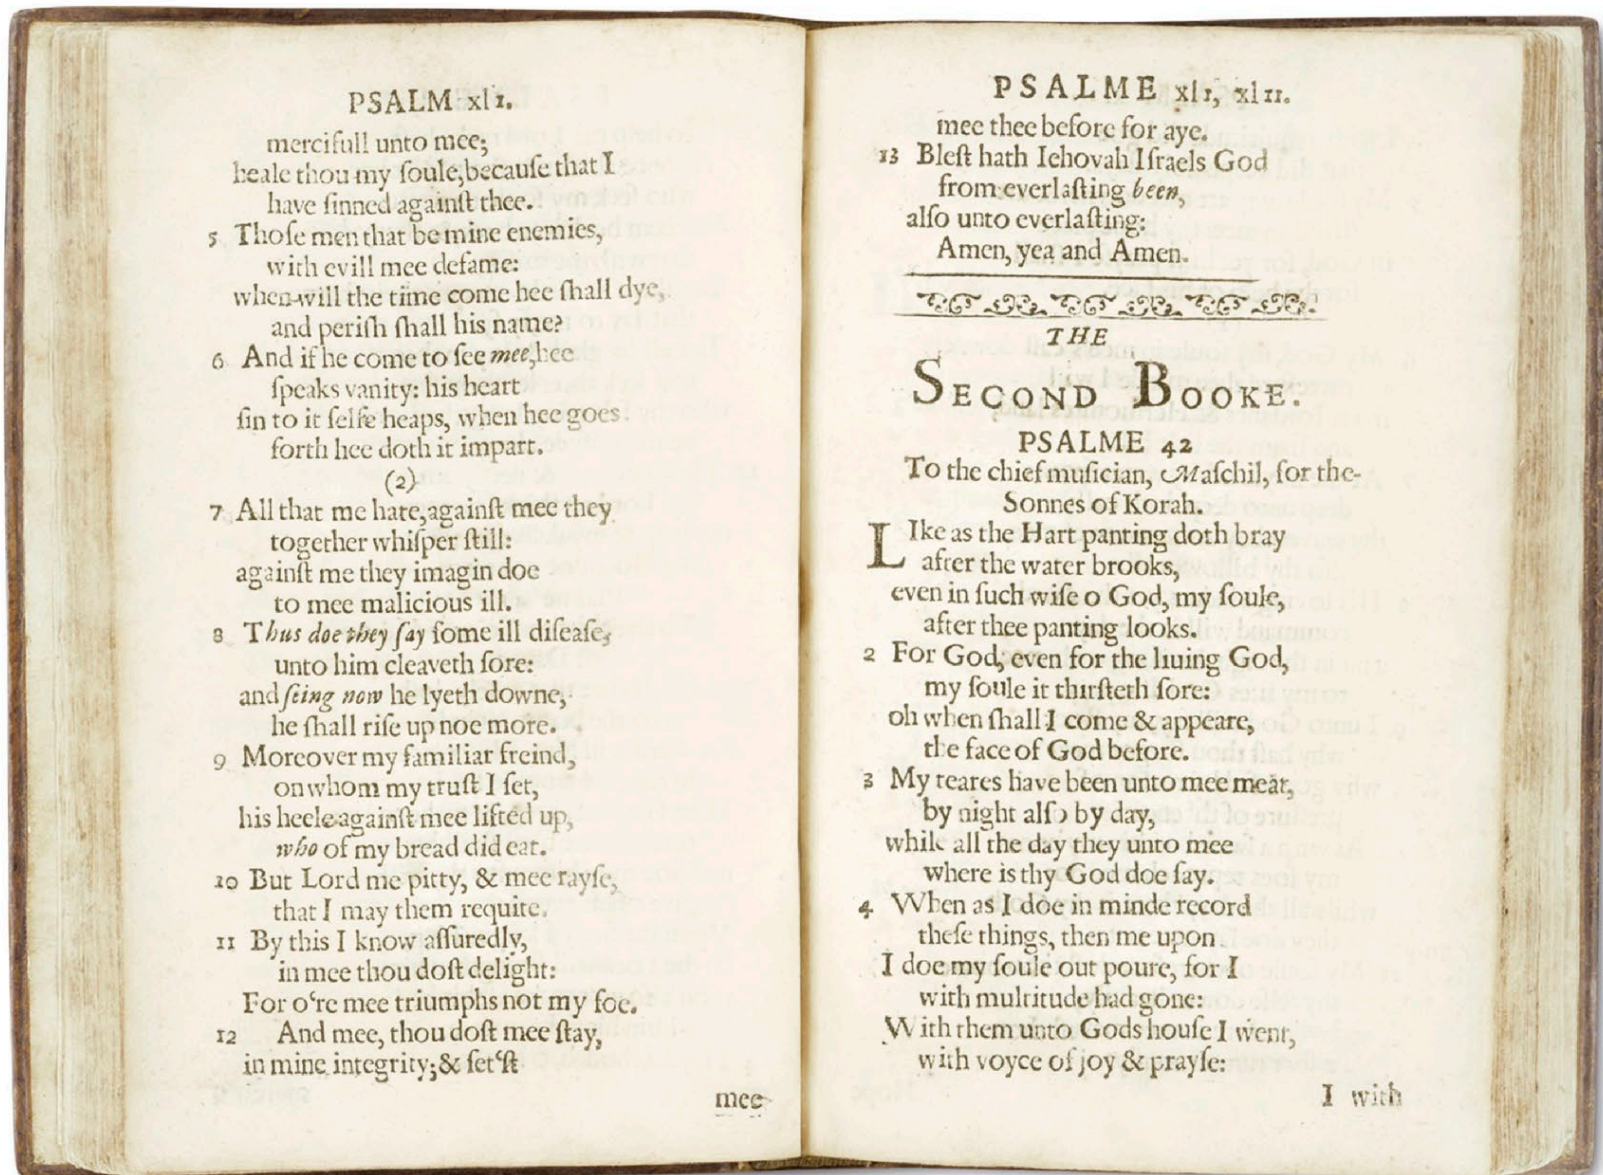 PSALM xlI.
mercifull unto mee;
heale thou my ſoule, becauſe that I
have ſinned againſt thee.
5 Thoſe men that be mine enemies,
with evill mee defame:
when will the time come hee ſhall dye,
and periſh ſhall his name?
6 And if he come to ſee mee, hee
ſpeaks vanity: his heart
ſin to it ſelfe heaps, when hee goes
forth hee doth it impart.
(2)
7 All that me hate, againſt mee they
together whiſper ſtill:
againſt me they imagin doe
to mee malicious ill.
8 Thus doe they ſay ſome ill diſeaſe,
unto him cleaveth ſore:
and ſeing now he lyeth downe,
he ſhall riſe up noe more.
9 Moreover my familiar freind,
on whom my truſt I ſet,
his heele againſt mee lifted up,
who of my bread did eat.
10 But Lord me pitty, & mee rayſe,
that I may them requite.
11 By this I know aſſuredly,
in mee thou doſt delight:
For o‘re mee triumphs not my foe.
12 And mee, thou doſt mee ſtay,
in mine integrity; & ſet‘ſt
mee
PSALME xlI, xlII.
mee thee before for aye.
13 Bleſt hath Iehovah Iſraels God
from everlaſting been,
alſo unto everlaſting:
Amen, yea and Amen.
THE
SECOND BOOKE.
PSALME 42
To the chief muſician, Maſchil, for the-
Sonnes of Korah.
LIke as the Hart panting doth bray
after the water brooks,
even in ſuch wiſe o God, my ſoule,
after thee panting looks.
2 For God, even for the liuing God,
my ſoule it thirſteth ſore:
oh when ſhall I come & appeare,
the face of God before.
3 My teares have been unto mee meat,
by night alſo by day,
while all the day they unto mee
where is thy God doe ſay.
4 When as I doe in minde record
theſe things, then me upon
I doe my ſoule out poure, for I
with multitude had gone:
With them unto Gods houſe I went,
with voyce of joy & prayſe:
I with